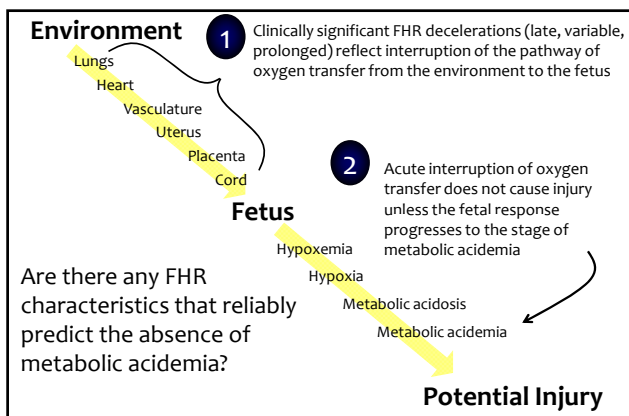 Environment
1
Clinically significant FHR decelerations (late, variable,
prolonged) reflect interruption of the pathway of
oxygen transfer from the environment to the fetus
Lungs
Heart
Vasculature
Uterus
Placenta
Cord
2
Acute interruption of oxygen
transfer does not cause injury
unless the fetal response
progresses to the stage of
metabolic acidemia
Fetus
Hypoxemia
Hypoxia
Metabolic acidosis
Metabolic acidemia
Are there any FHR
characteristics that reliably
predict the absence of
metabolic acidemia?
Potential Injury